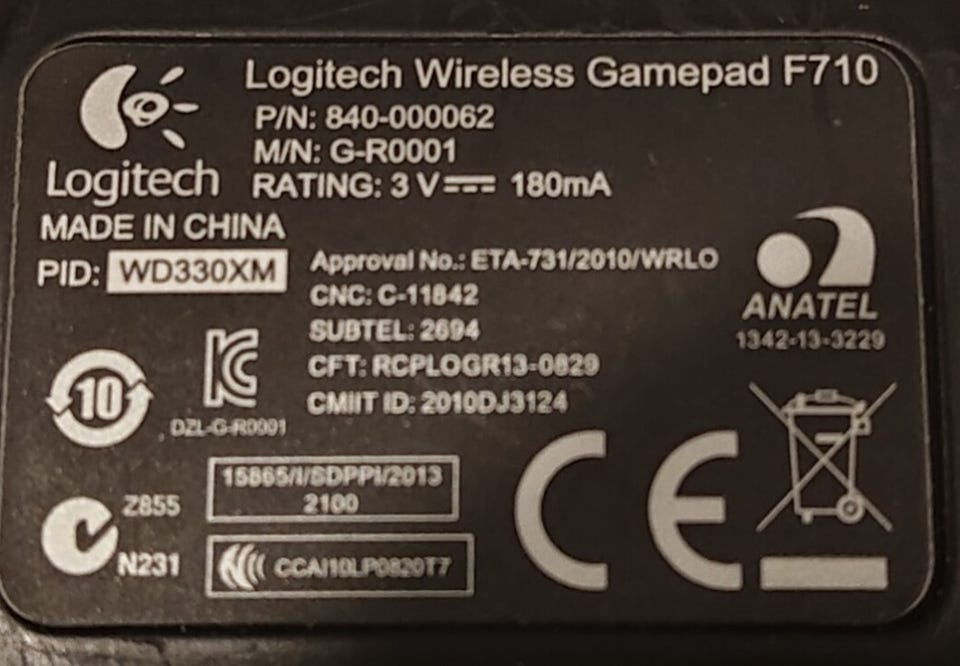 Logitech Wireless Gamepad F710
P/N: 840-000062
M/N: G-R0001
RATING: 3 V⎓ 180mA
Logitech
MADE IN CHINA
PID: WD330XM
Approval No.: ETA-731/2010/WRLO
CNC: C-11842
SUBTEL: 2694
CFT: RCPLOGR13-0829
CMIIT ID: 2010DJ3124
ANATEL
1342-13-3229
10
DZL-G-R0001
15865/I/SDPPI/2013
2100
Z855
N231
CCAI10LP0820T7
CE